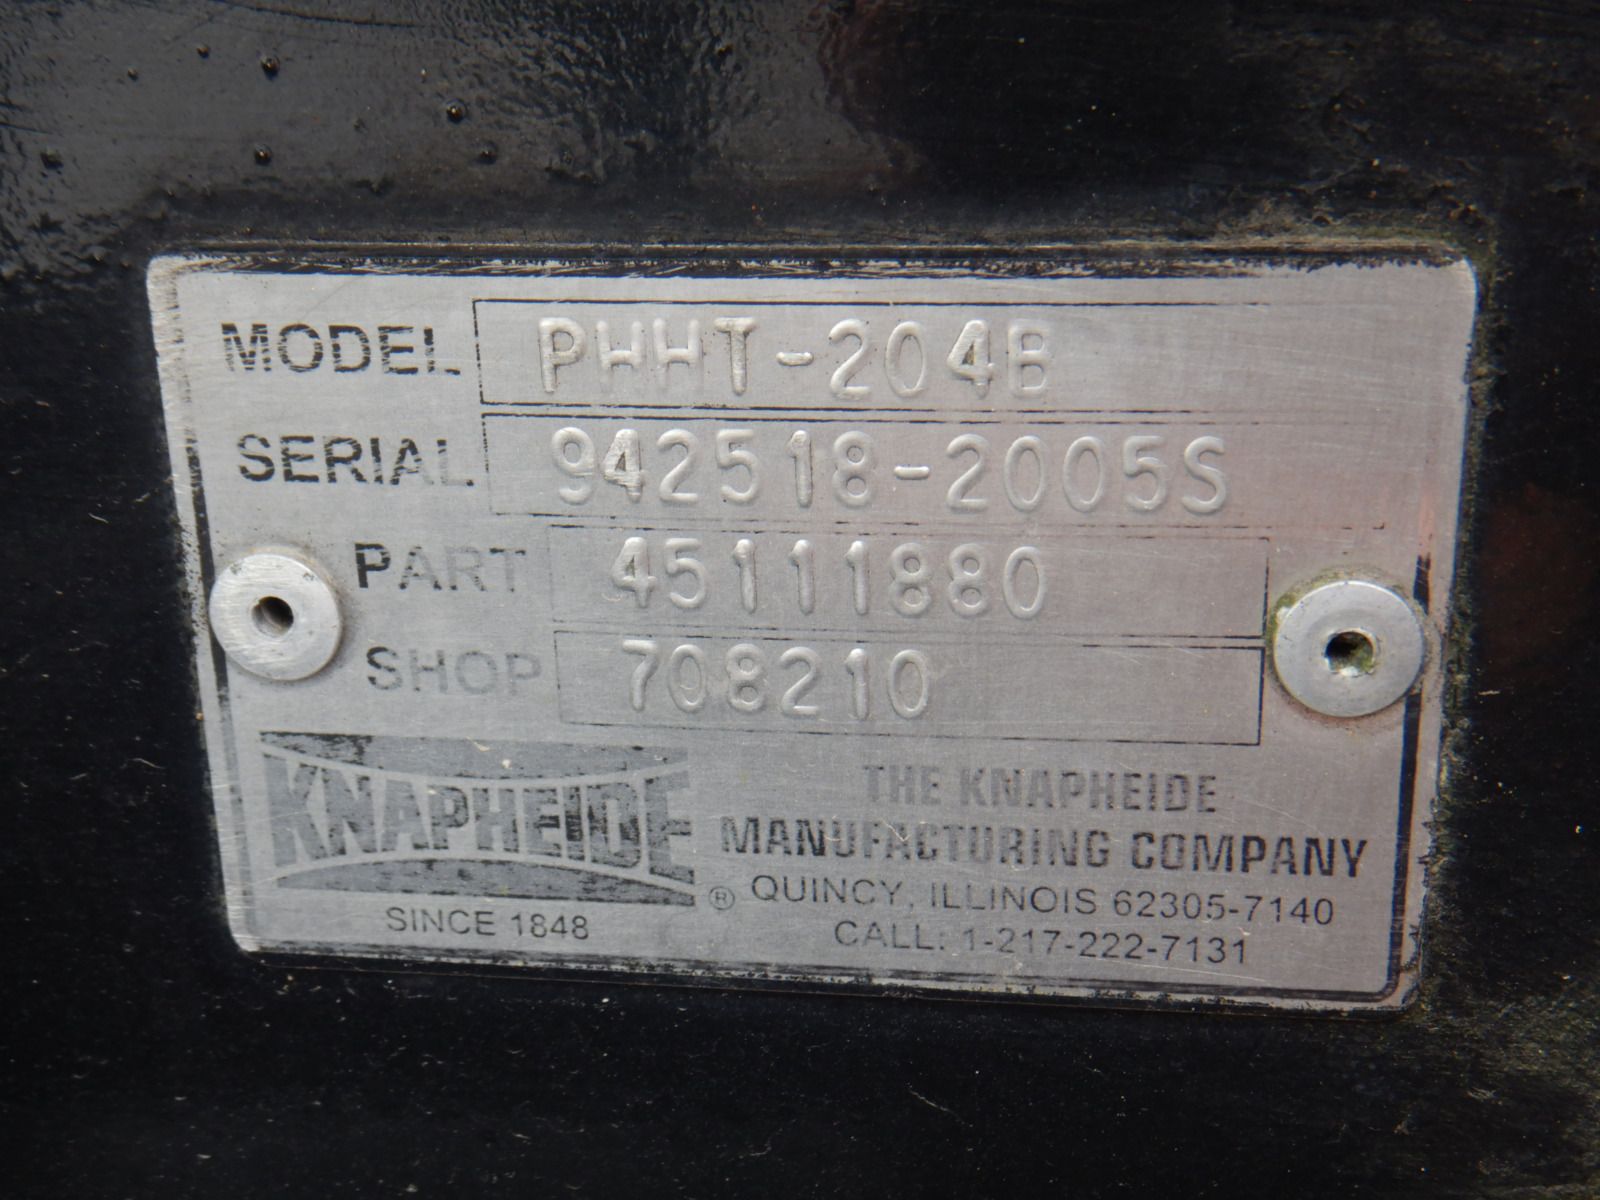 MODEL PWHT-204B
SERIAL 942518-2005S
PART 45111880
SHOP 708210
KNAPHEIDE ®
SINCE 1848
THE KNAPHEIDE
MANUFACTURING COMPANY
QUINCY, ILLINOIS 62305-7140
CALL: 1-217-222-7131